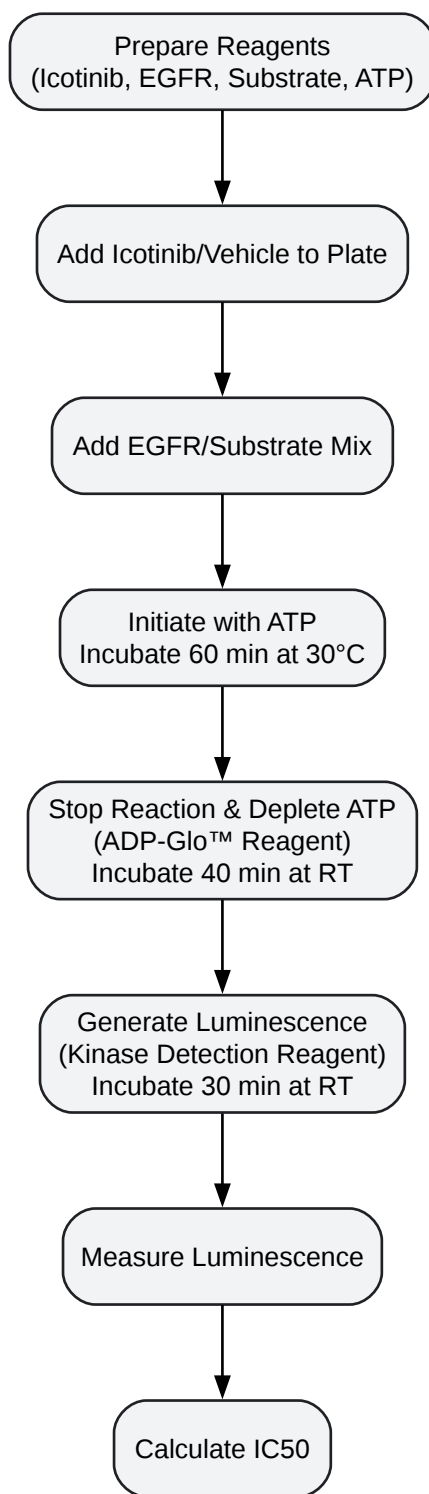 Prepare Reagents
(Icotinib, EGFR, Substrate, ATP)
Add Icotinib/Vehicle to Plate
Add EGFR/Substrate Mix
Initiate with ATP
Incubate 60 min at 30°C
Stop Reaction & Deplete ATP
(ADP-Glo™ Reagent)
Incubate 40 min at RT
Generate Luminescence
(Kinase Detection Reagent)
Incubate 30 min at RT
Measure Luminescence
Calculate IC50